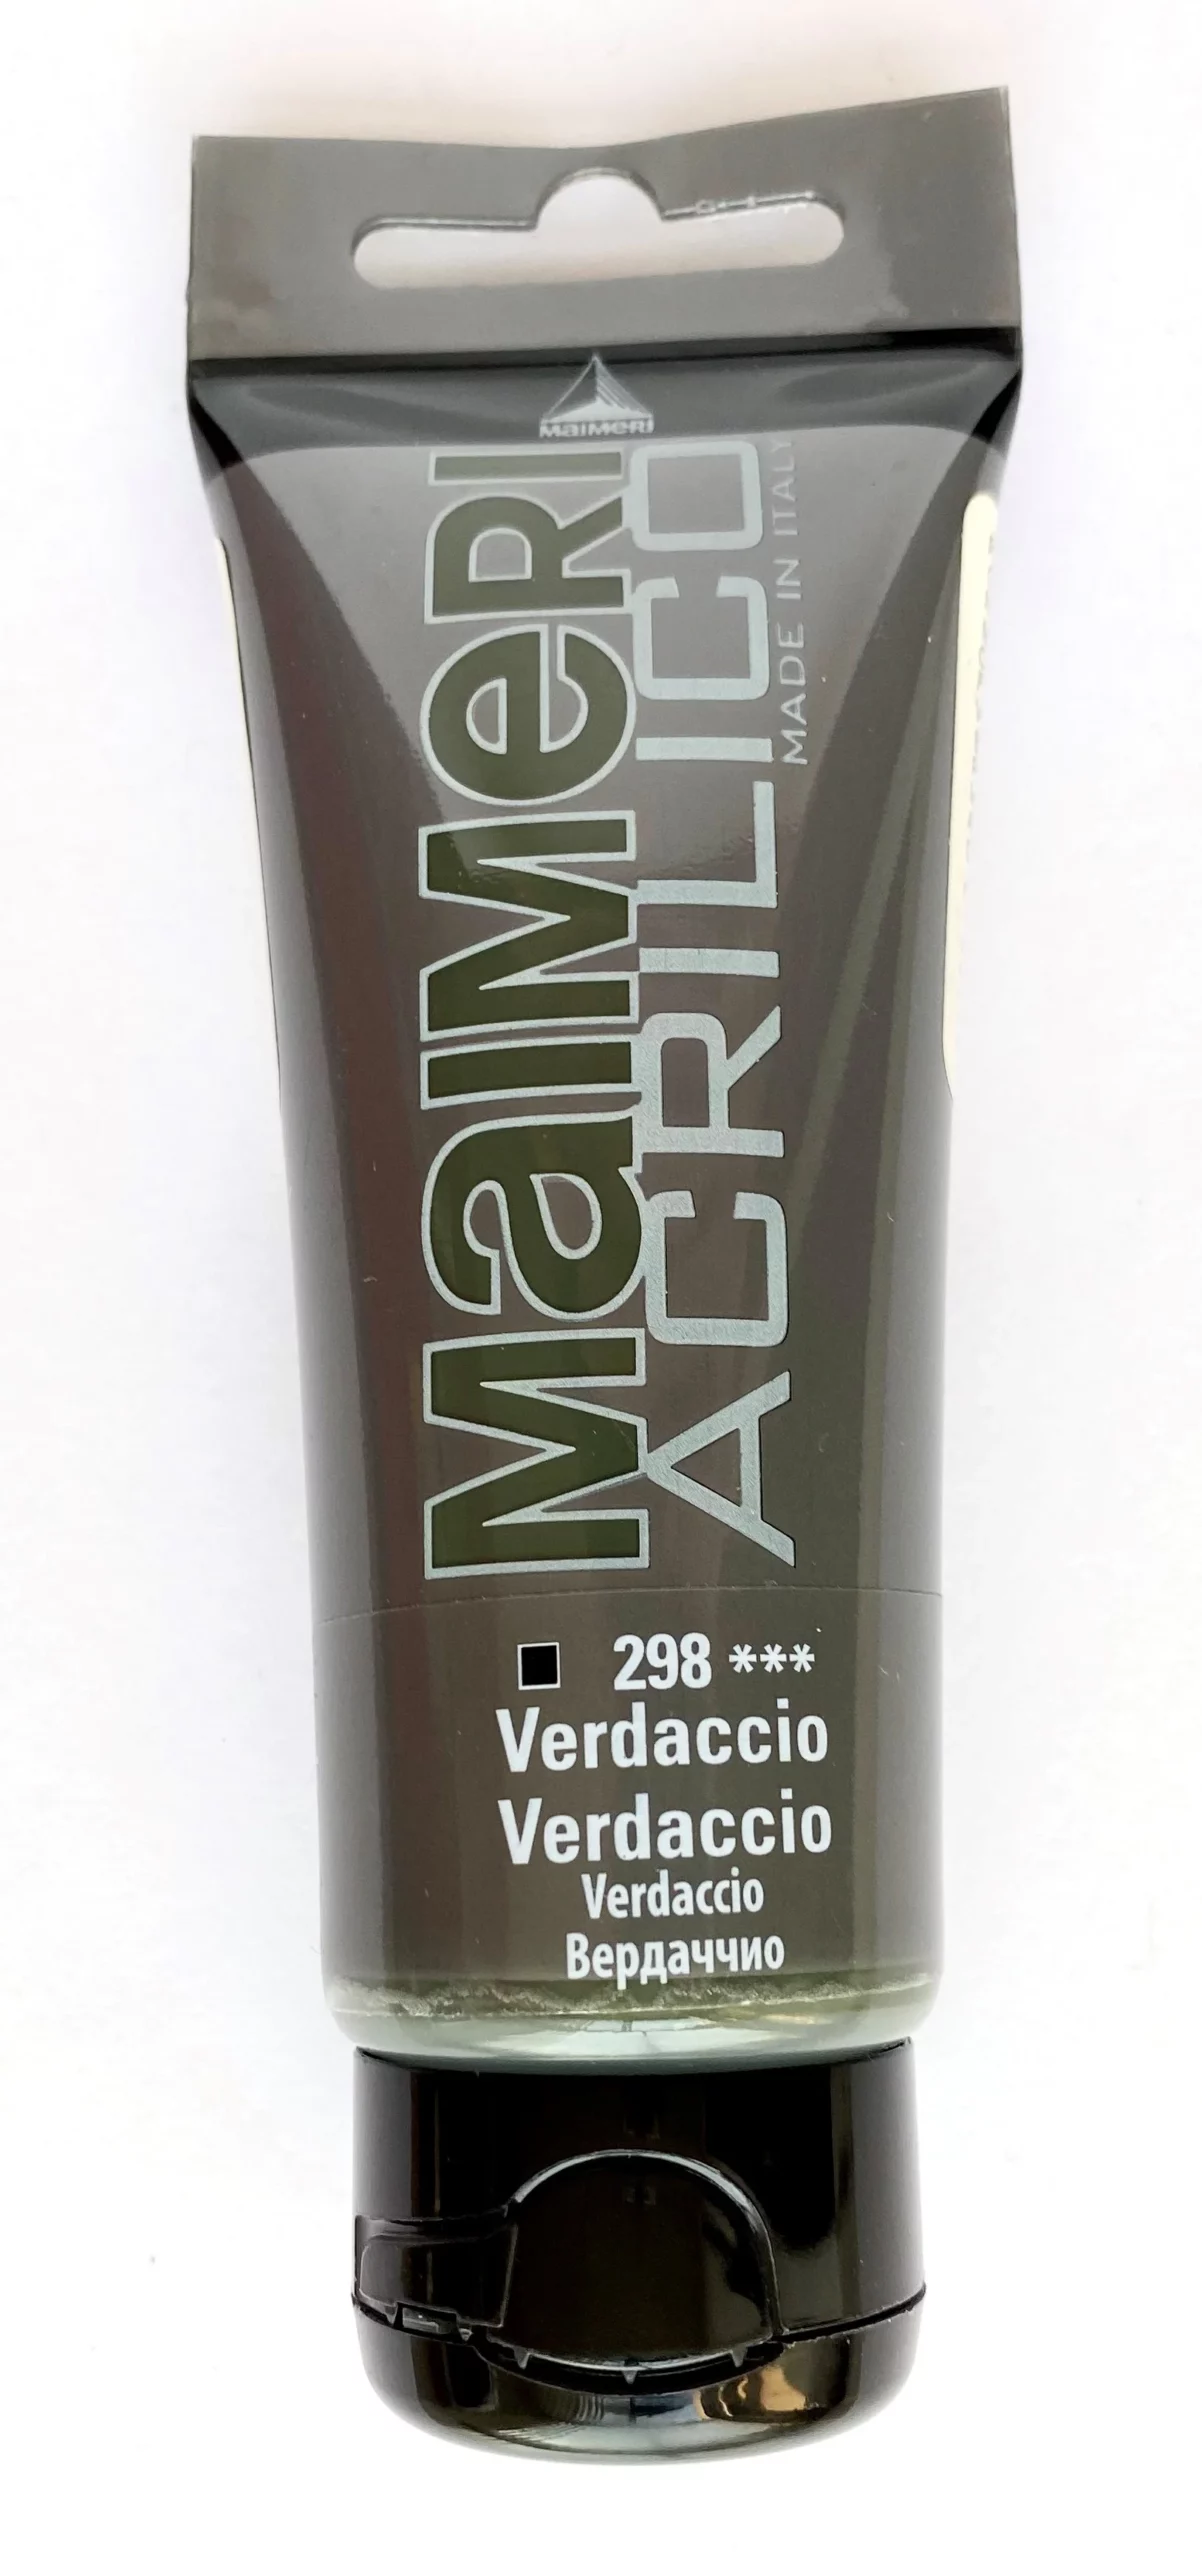 MaIMeRI
MaIMeRI
ACRILICO
MADE IN ITALY
298 ***
Verdaccio
Verdaccio
Verdaccio
Вердаччио